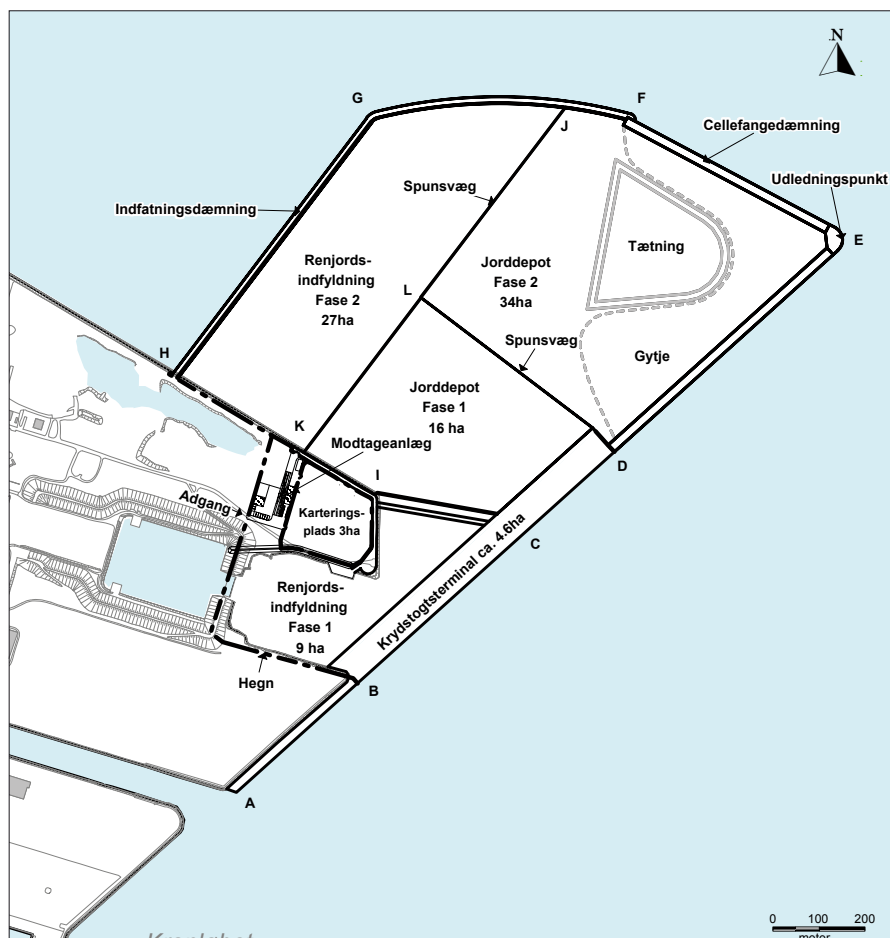 N
G
F
J
Cellefangedæmning
Udledningspunkt
E
Spunsvæg
Indfatningsdæmning
Tætning
Renjords-
indfyldning
Fase 2
27ha
Jorddepot
Fase 2
34ha
L
Spunsvæg
Gytje
H
Jorddepot
Fase 1
16 ha
K
Modtageanlæg
D
I
Adgang
Karterings-
plads 3ha
C
Krydstogtsterminal ca. 4.6ha
Renjords-
indfyldning
Fase 1
9 ha
Hegn
B
A
0 100 200
meter